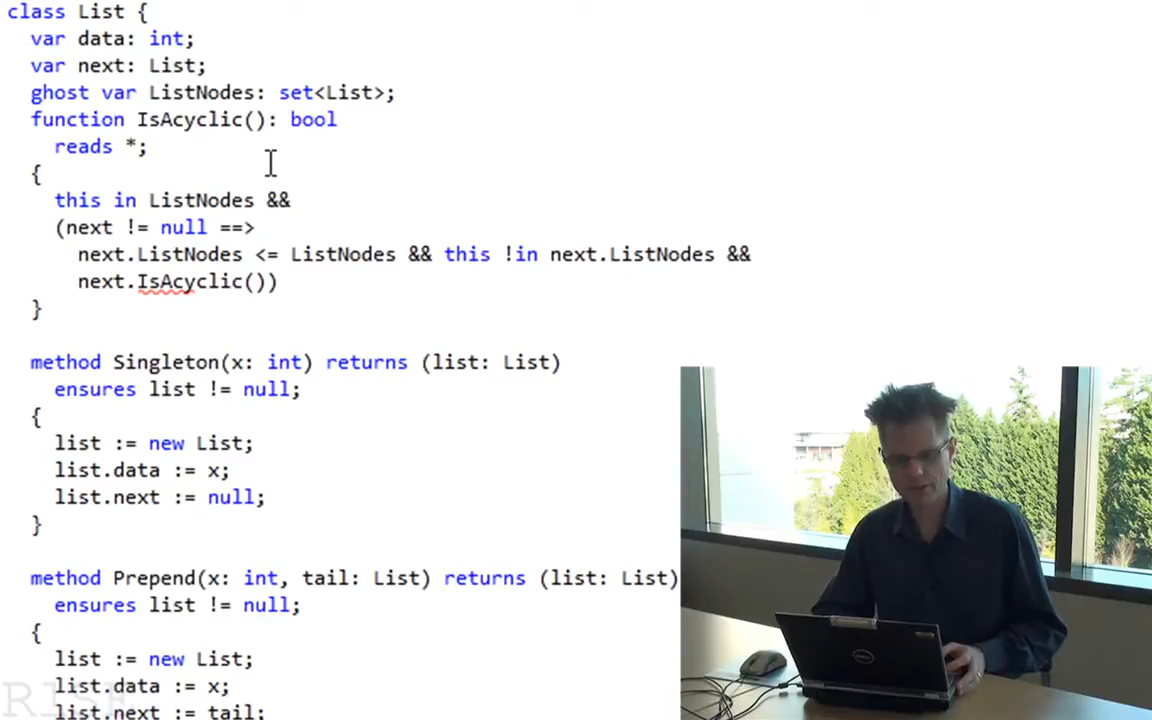 class List {
var data: int;
var next: List;
ghost var ListNodes: set<List>;
function IsAcyclic(): bool
reads *;
{
this in ListNodes &&
(next != null ==>
next.ListNodes <= ListNodes && this !in next.ListNodes &&
next.IsAcyclic())
}
method Singleton(x: int) returns (list: List)
ensures list != null;
{
list := new List;
list.data := x;
list.next := null;
}
method Prepend(x: int, tail: List) returns (list: List)
ensures list != null;
{
list := new List;
list.data := x;
list.next := tail;
RiSE
DELL